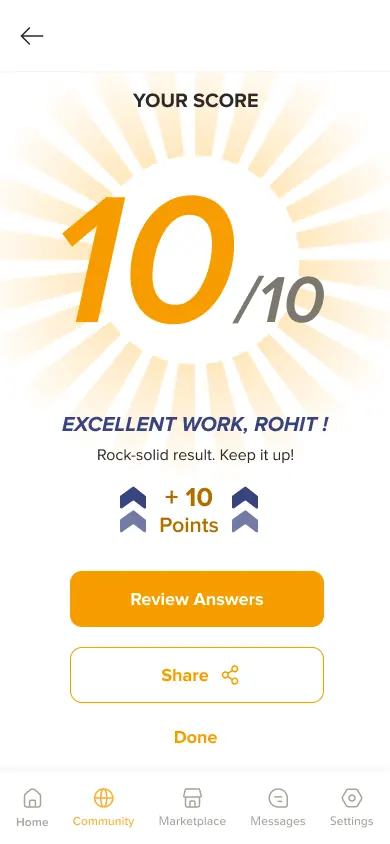 YOUR SCORE
10/10
EXCELLENT WORK, ROHIT !
Rock-solid result. Keep it up!
+ 10
Points
Review Answers
Share
Done
Home
Community
Marketplace
Messages
Settings